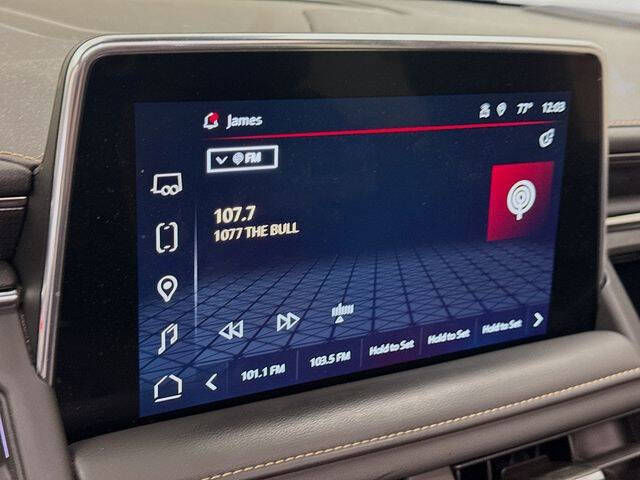 James
77° 12:03
FM
107.7
1077 THE BULL
101.1 FM 103.5 FM Hold to Set Hold to Set Hold to Set